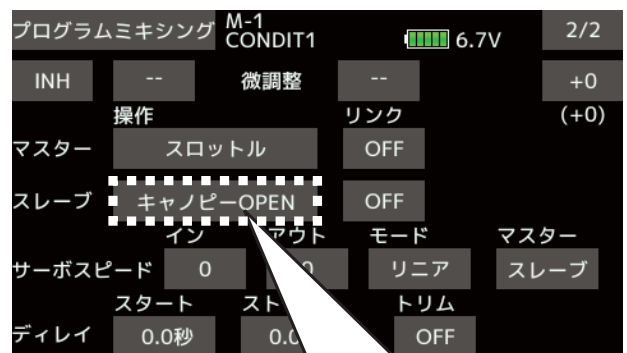 プログラムミキシング M-1 CONDIT1 6.7V 2/2
INH -- 微調整 -- +0
操作 リンク (+0)
マスター スロットル OFF
スレーブ キャノピーOPEN OFF
イン アウト モード マスター
サーボスピード 0 0 リニア スレーブ
スタート トリム
ディレイ 0.0秒 OFF